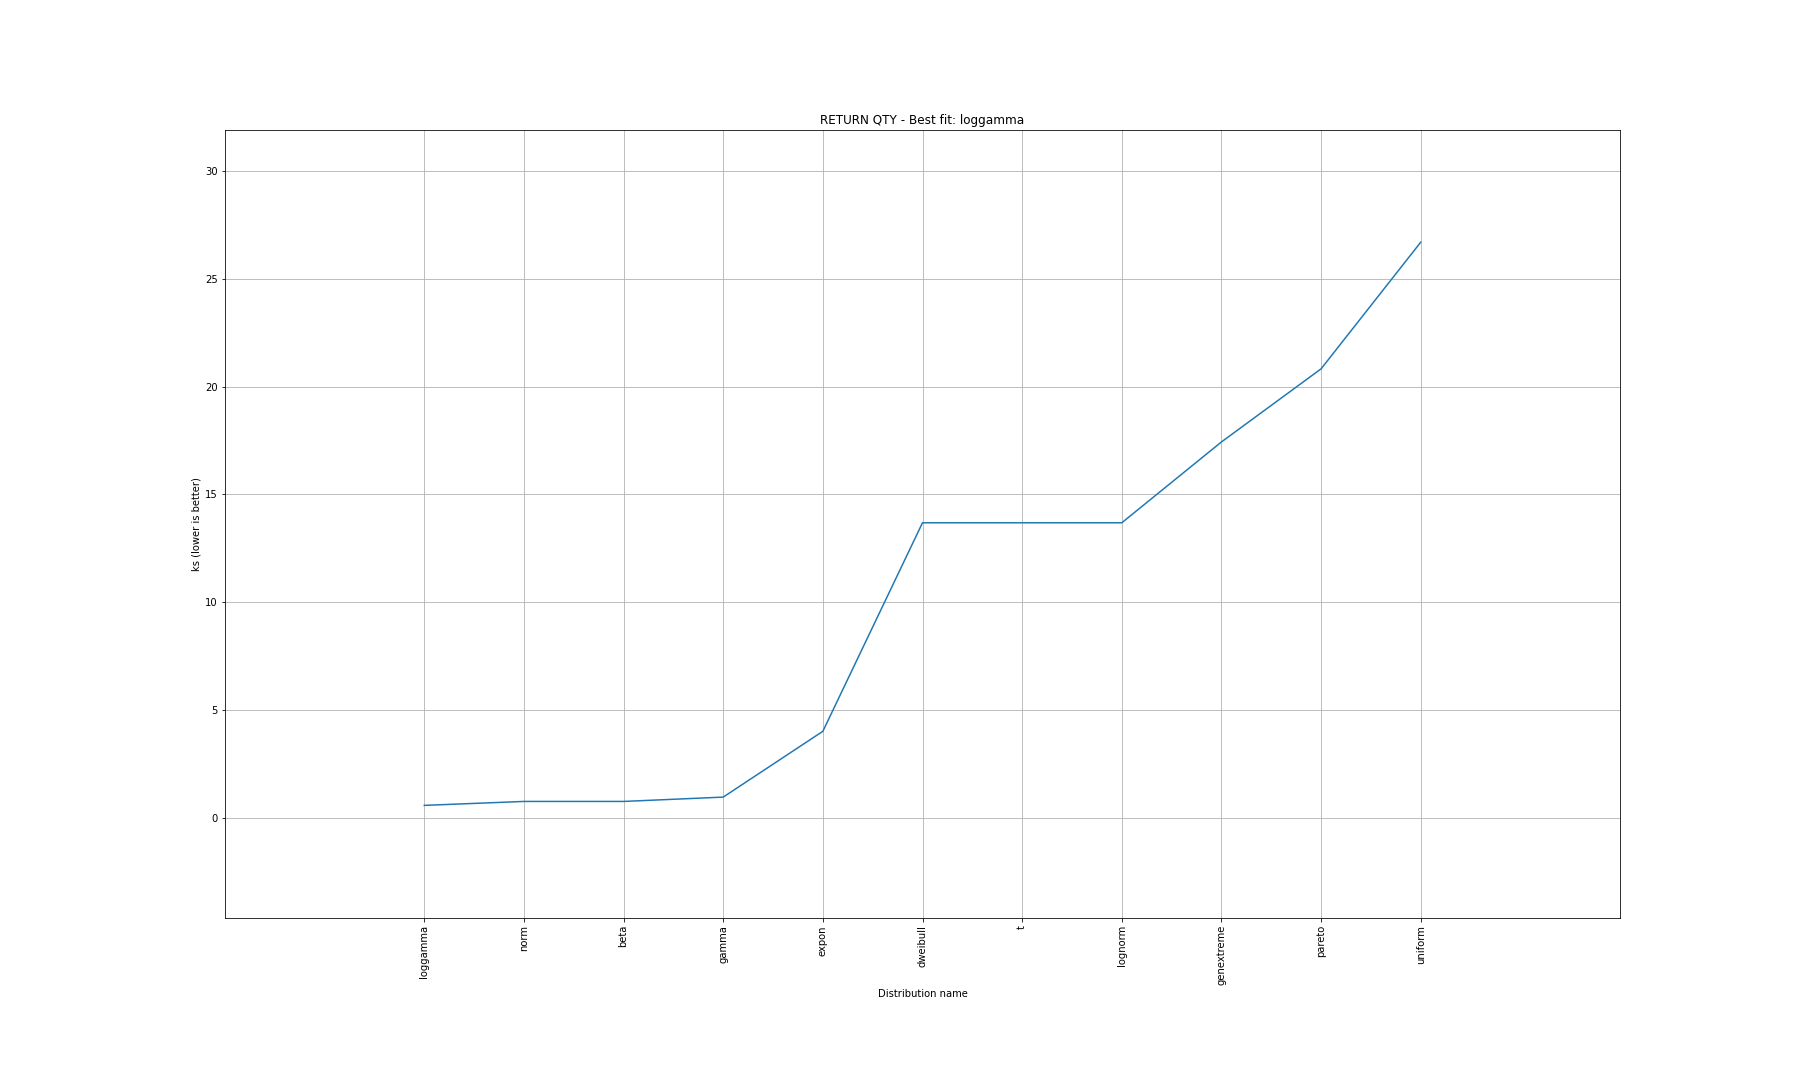 RETURN QTY - Best fit: loggamma
ks (lower is better)
30
25
20
15
10
5
0
loggamma
norm
beta
gamma
expon
dweibull
t
lognorm
genextreme
pareto
uniform
Distribution name